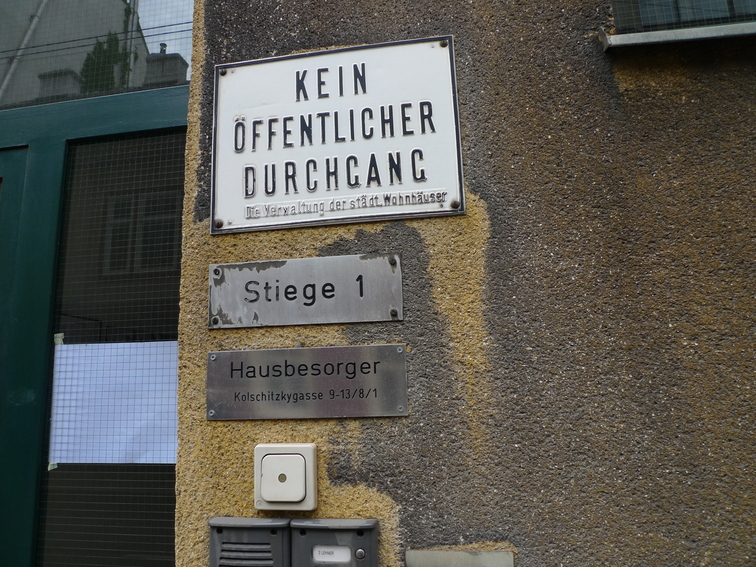 KEIN
ÖFFENTLICHER
DURCHGANG
Die Verwaltung der städt. Wohnhäuser
Stiege 1
Hausbesorger
Kolschitzkygasse 9-13/8/1